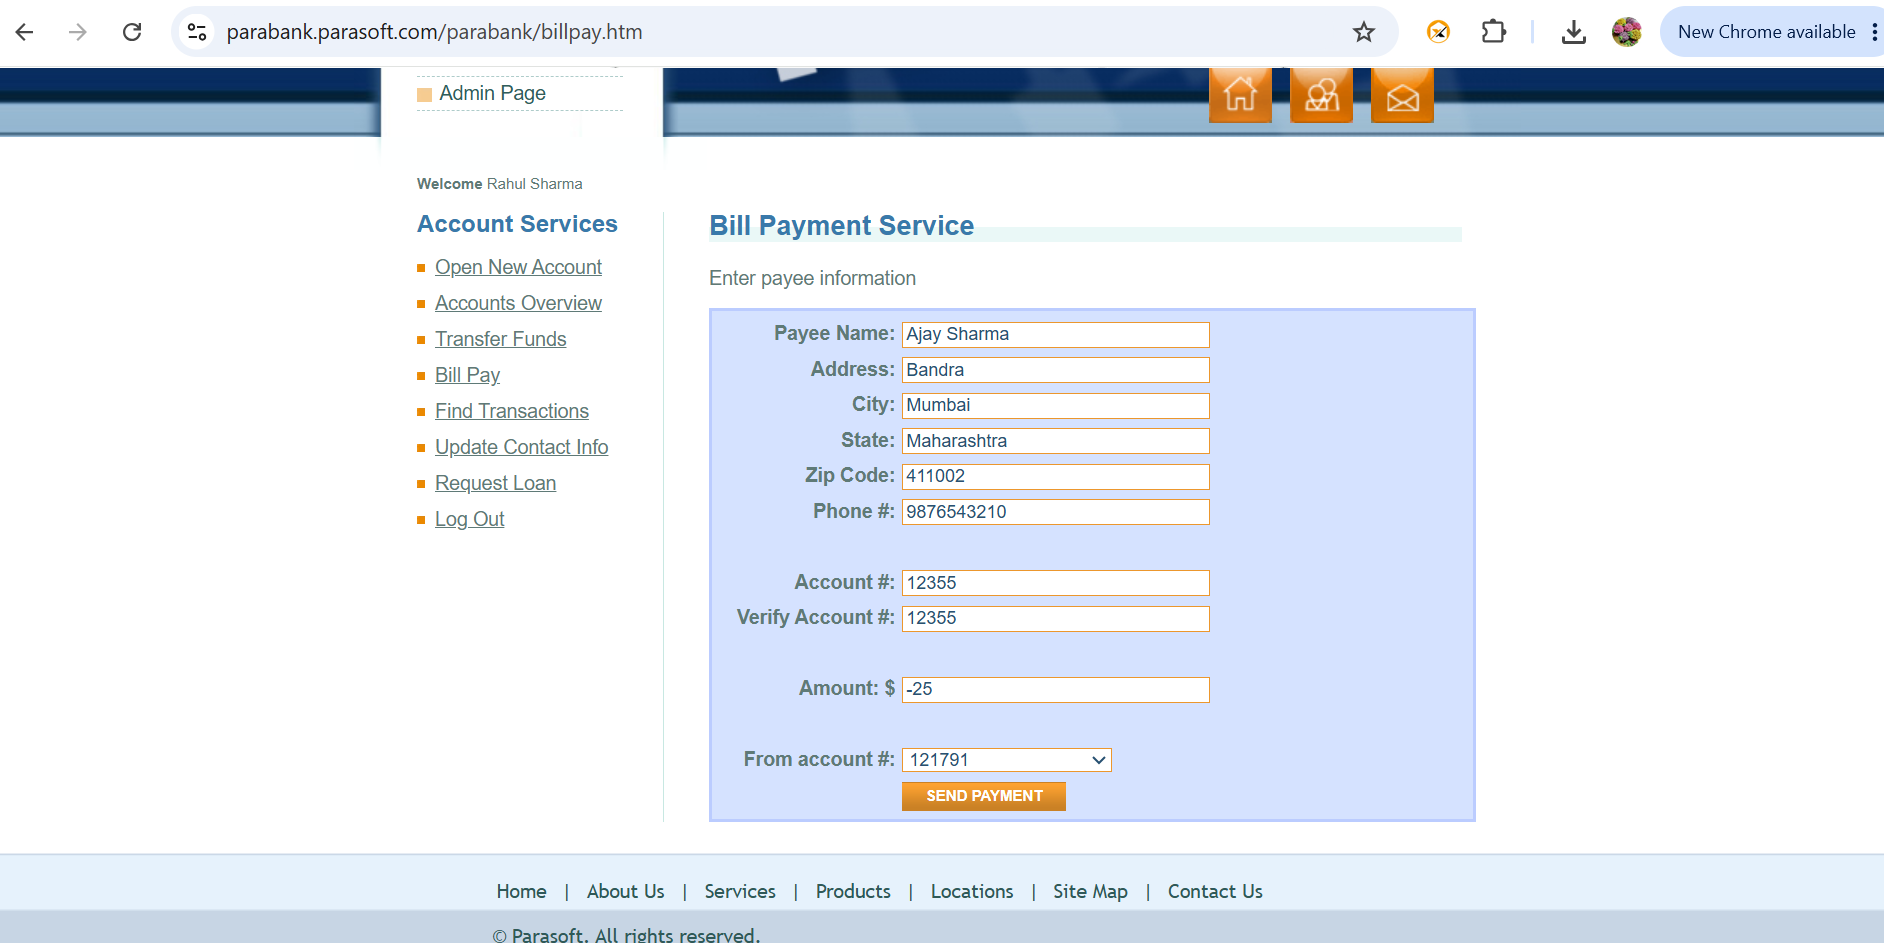 parabank.parasoft.com/parabank/billpay.htm
New Chrome available
Admin Page
Welcome Rahul Sharma
Account Services
Open New Account
Accounts Overview
Transfer Funds
Bill Pay
Find Transactions
Update Contact Info
Request Loan
Log Out
Bill Payment Service
Enter payee information
Payee Name: Ajay Sharma
Address: Bandra
City: Mumbai
State: Maharashtra
Zip Code: 411002
Phone #: 9876543210
Account #: 12355
Verify Account #: 12355
Amount: $ -25
From account #: 121791
SEND PAYMENT
Home | About Us | Services | Products | Locations | Site Map | Contact Us
© Parasoft. All rights reserved.